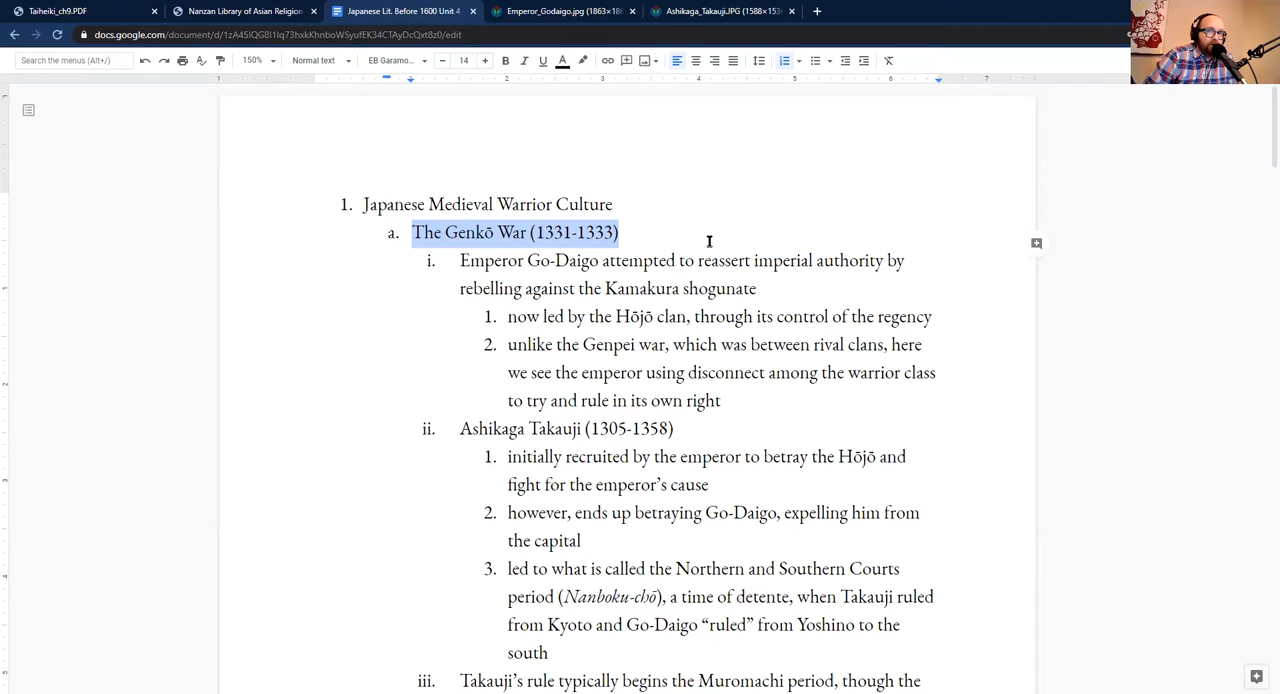 Taiheiki_ch9.PDF
Nanzan Library of Asian Religion
Japanese Lit. Before 1600 Unit 4
Emperor_Godaigo.jpg (1863×18
Ashikaga_Takauji.JPG (1588×153
docs.google.com/document/d/
Search the menus (Alt+/)
150%
Normal text
EB Garamo...
14
1 1 2 3 4 5 6 7
1. Japanese Medieval Warrior Culture
a. The Genkō War (1331-1333)
i. Emperor Go-Daigo attempted to reassert imperial authority by
rebelling against the Kamakura shogunate
1. now led by the Hōjō clan, through its control of the regency
2. unlike the Genpei war, which was between rival clans, here
we see the emperor using disconnect among the warrior class
to try and rule in its own right
ii. Ashikaga Takauji (1305-1358)
1. initially recruited by the emperor to betray the Hōjō and
fight for the emperor’s cause
2. however, ends up betraying Go-Daigo, expelling him from
the capital
3. led to what is called the Northern and Southern Courts
period (Nanboku-chō), a time of detente, when Takauji ruled
from Kyoto and Go-Daigo “ruled” from Yoshino to the
south
iii. Takauji’s rule typically begins the Muromachi period, though the